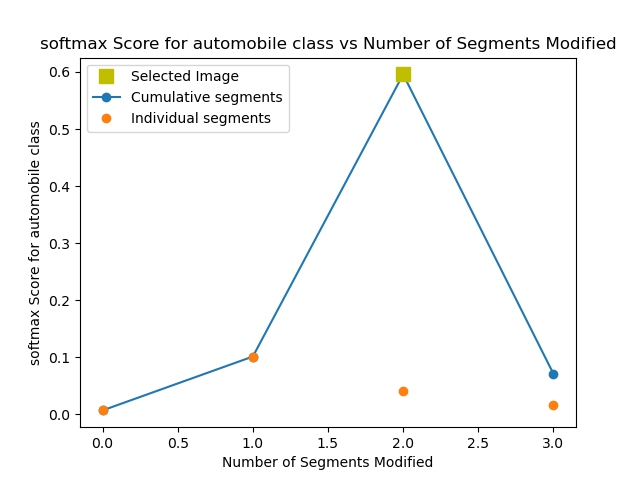 softmax Score for automobile class vs Number of Segments Modified
Selected Image
Cumulative segments
Individual segments
softmax Score for automobile class
0.6
0.5
0.4
0.3
0.2
0.1
0.0
0.0 0.5 1.0 1.5 2.0 2.5 3.0
Number of Segments Modified